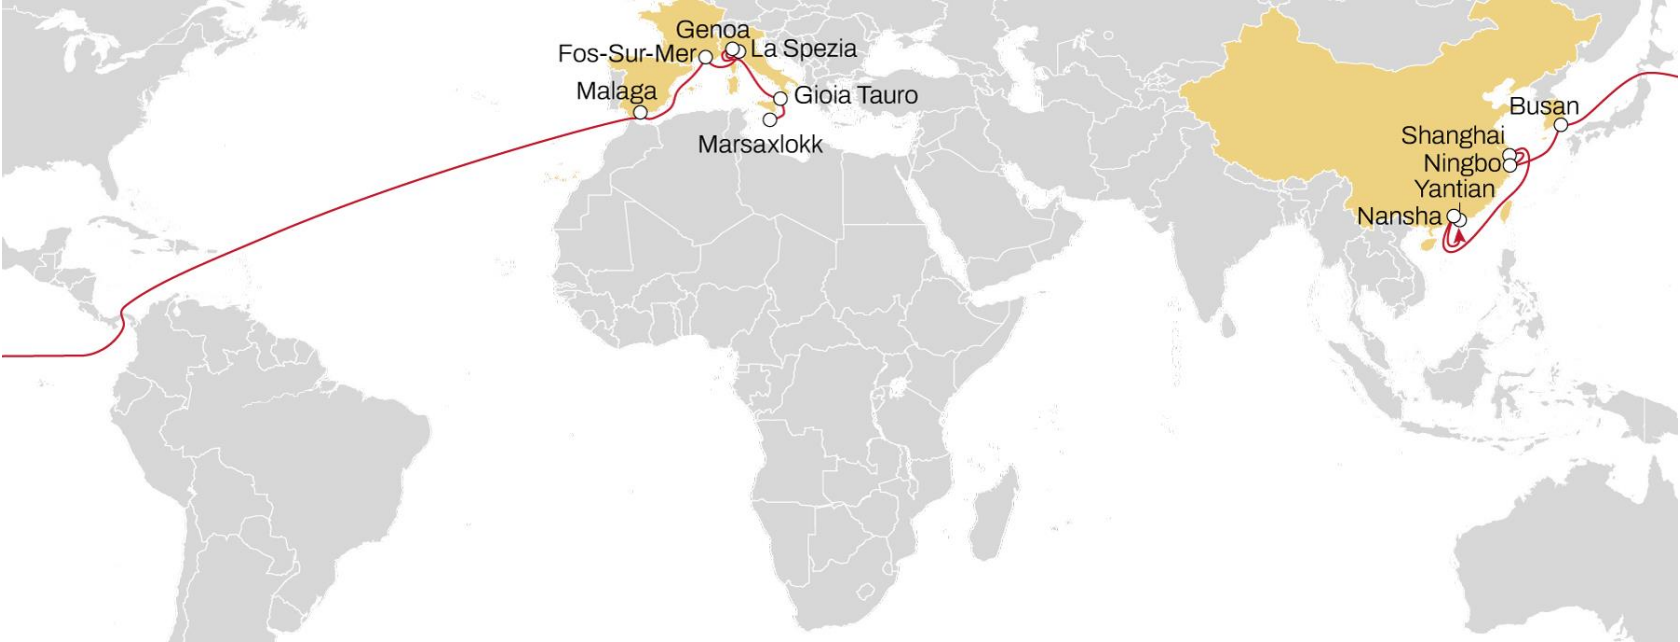 Genoa
Fos-Sur-Mer
La Spezia
Malaga
Gioia Tauro
Marsaxlokk
Busan
Shanghai
Ningbo
Yantian
Nansha